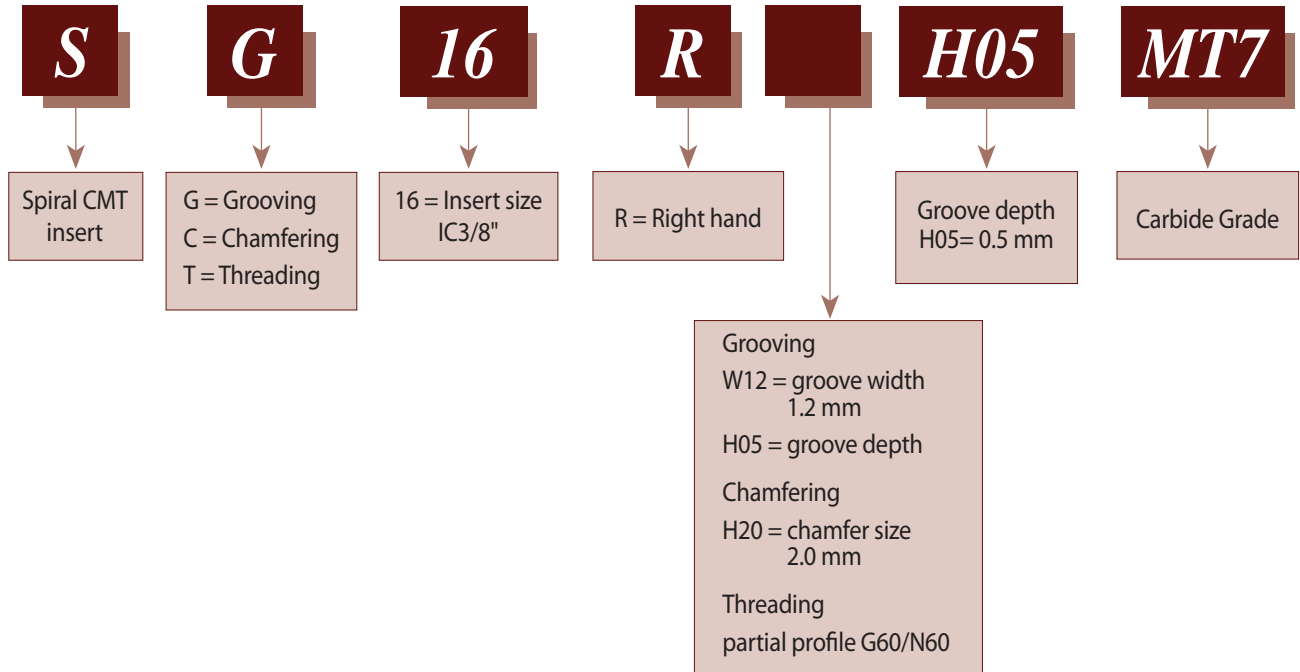 S G 16 R H05 MT7
Spiral CMT
insert
G = Grooving
C = Chamfering
T = Threading
16 = Insert size
IC3/8"
R = Right hand
Groove depth
H05= 0.5 mm
Carbide Grade
Grooving
W12 = groove width
1.2 mm
H05 = groove depth
Chamfering
H20 = chamfer size
2.0 mm
Threading
partial profile G60/N60